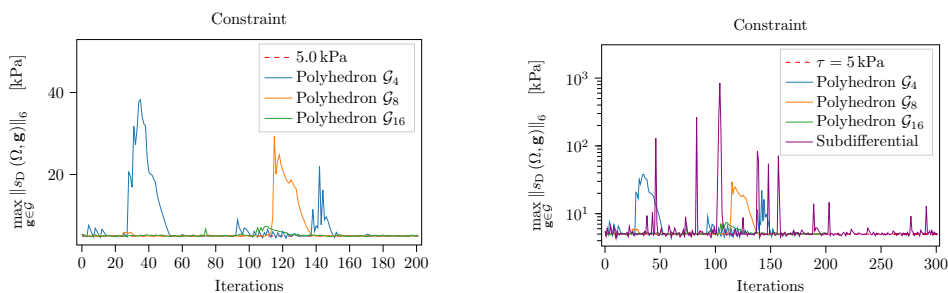 Constraint
5.0 kPa
Polyhedron 𝒢₄
Polyhedron 𝒢₈
Polyhedron 𝒢₁₆
max 𝐠∈𝒢 ‖s_D (Ω, 𝐠)‖₆ [kPa]
40
20
0 20 40 60 80 100 120 140 160 180 200
Iterations
Constraint
τ = 5 kPa
Polyhedron 𝒢₄
Polyhedron 𝒢₈
Polyhedron 𝒢₁₆
Subdifferential
max 𝐠∈𝒢 ‖s_D (Ω, 𝐠)‖₆ [kPa]
10³
10²
10¹
0 50 100 150 200 250 300
Iterations